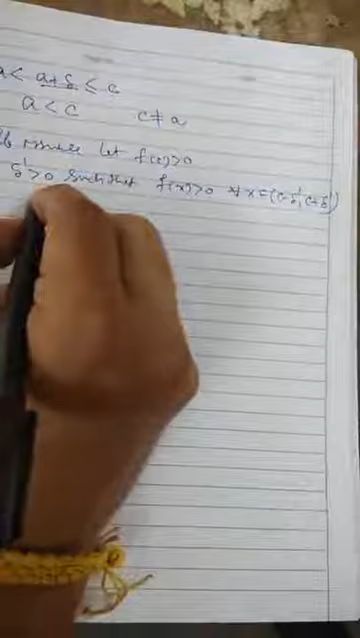 a < a+δ ≤ c
a < c c ≠ a
let f(c)>0
δ'>0 such that f(x)>0 ∀ x=(c-δ', c+δ')